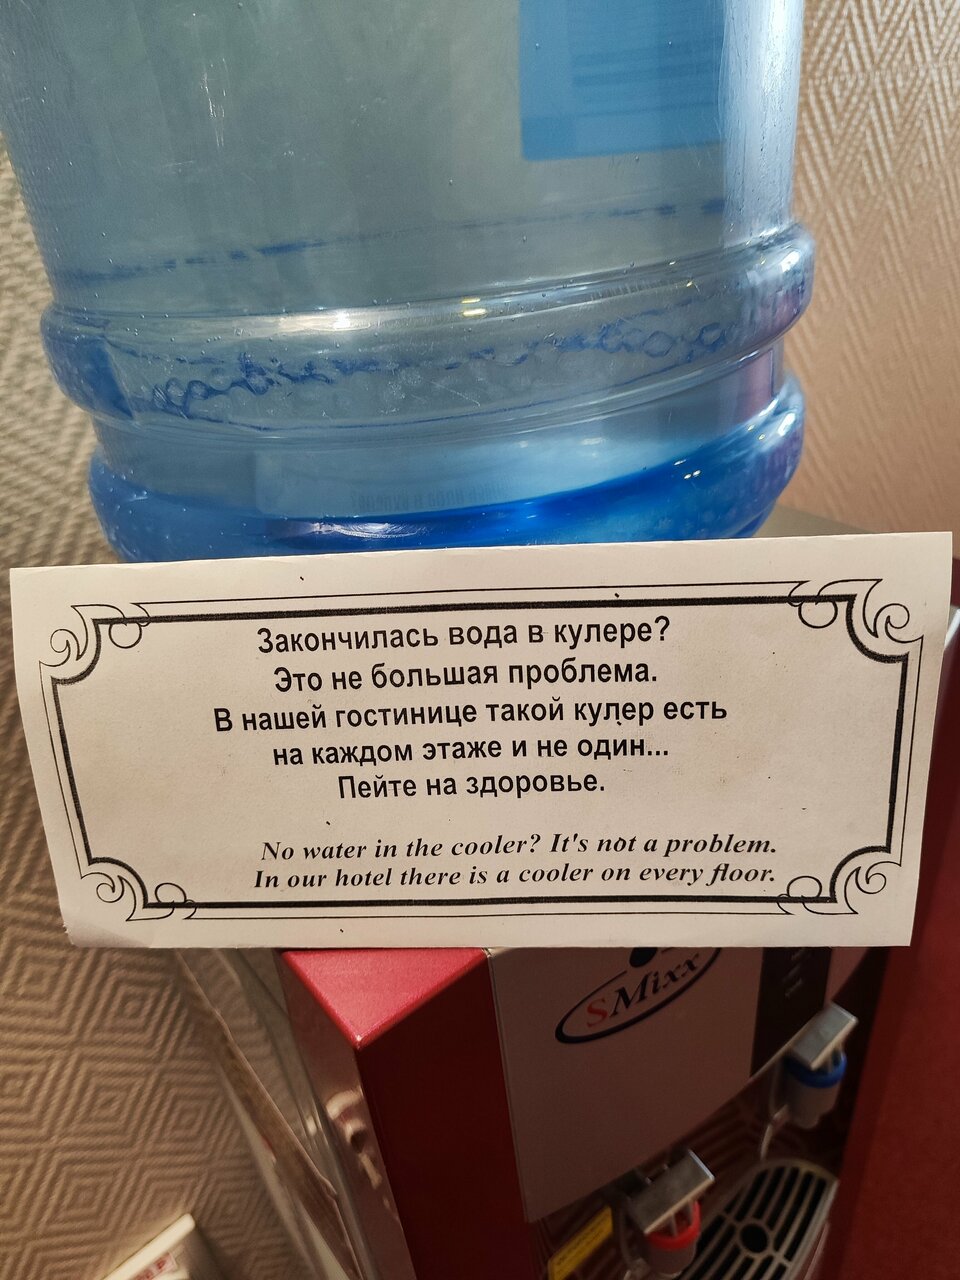 Закончилась вода в кулере?
Это не большая проблема.
В нашей гостинице такой кулер есть
на каждом этаже и не один...
Пейте на здоровье.
No water in the cooler? It's not a problem.
In our hotel there is a cooler on every floor.
SMixx